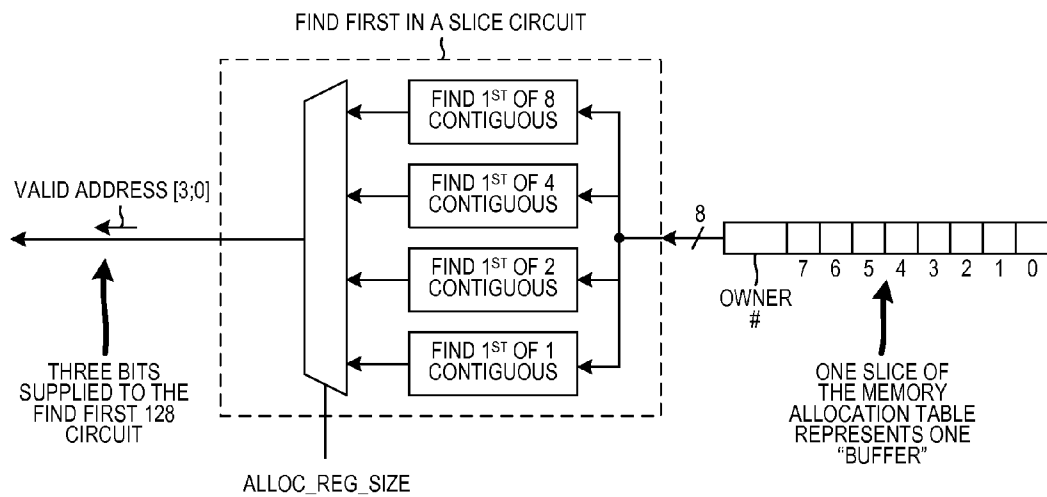 FIND FIRST IN A SLICE CIRCUIT
FIND 1ST OF 8
CONTIGUOUS
FIND 1ST OF 4
CONTIGUOUS
FIND 1ST OF 2
CONTIGUOUS
FIND 1ST OF 1
CONTIGUOUS
VALID ADDRESS [3;0]
THREE BITS
SUPPLIED TO THE
FIND FIRST 128
CIRCUIT
ALLOC_REG_SIZE
8
7 6 5 4 3 2 1 0
OWNER
#
ONE SLICE OF
THE MEMORY
ALLOCATION TABLE
REPRESENTS ONE
“BUFFER”